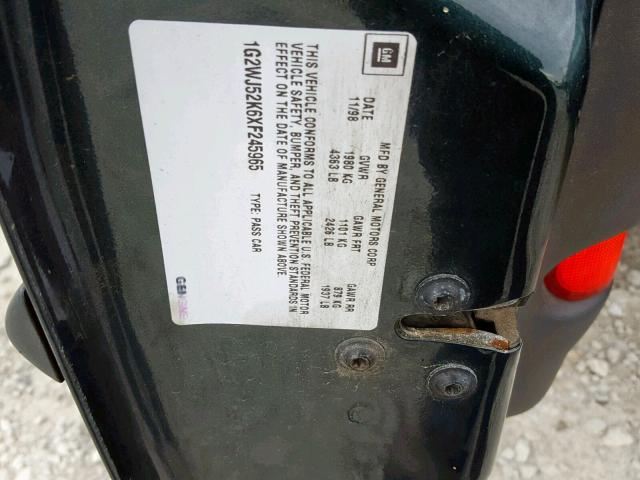 GM
MFD BY GENERAL MOTORS CORP
DATE GVWR GAWR FRT GAWR RR
11/98 1980 KG 1101 KG 879 KG
4363 LB 2426 LB 1937 LB
THIS VEHICLE CONFORMS TO ALL APPLICABLE U.S. FEDERAL MOTOR
VEHICLE SAFETY, BUMPER, AND THEFT PREVENTION STANDARDS IN
EFFECT ON THE DATE OF MANUFACTURE SHOWN ABOVE.
1G2WJ52K6XF245965 TYPE: PASS CAR